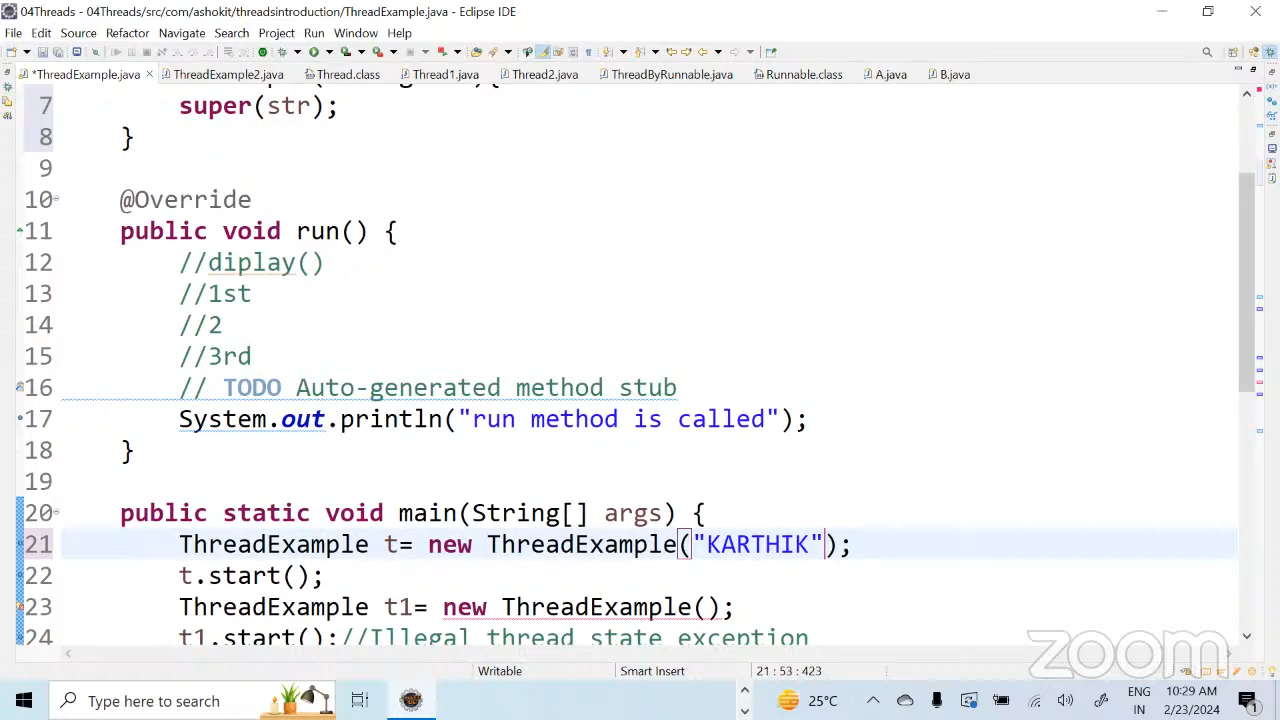 04Threads - 04Threads/src/com/ashokit/threadsintroduction/ThreadExample.java - Eclipse IDE
File Edit Source Refactor Navigate Search Project Run Window Help
*ThreadExample.java ThreadExample2.java Thread.class Thread1.java Thread2.java ThreadByRunnable.java Runnable.class A.java B.java
7 super(str);
8 }
9
10 @Override
11 public void run() {
12 //diplay()
13 //1st
14 //2
15 //3rd
16 // TODO Auto-generated method stub
17 System.out.println("run method is called");
18 }
19
20 public static void main(String[] args) {
21 ThreadExample t= new ThreadExample("KARTHIK");
22 t.start();
23 ThreadExample t1= new ThreadExample();
24 t1.start();//Illegal thread state exception
zoom
Writable Smart Insert 21 : 53 : 423
Type here to search 25°C ENG 10:29 AM
IN 2/23/2024 1